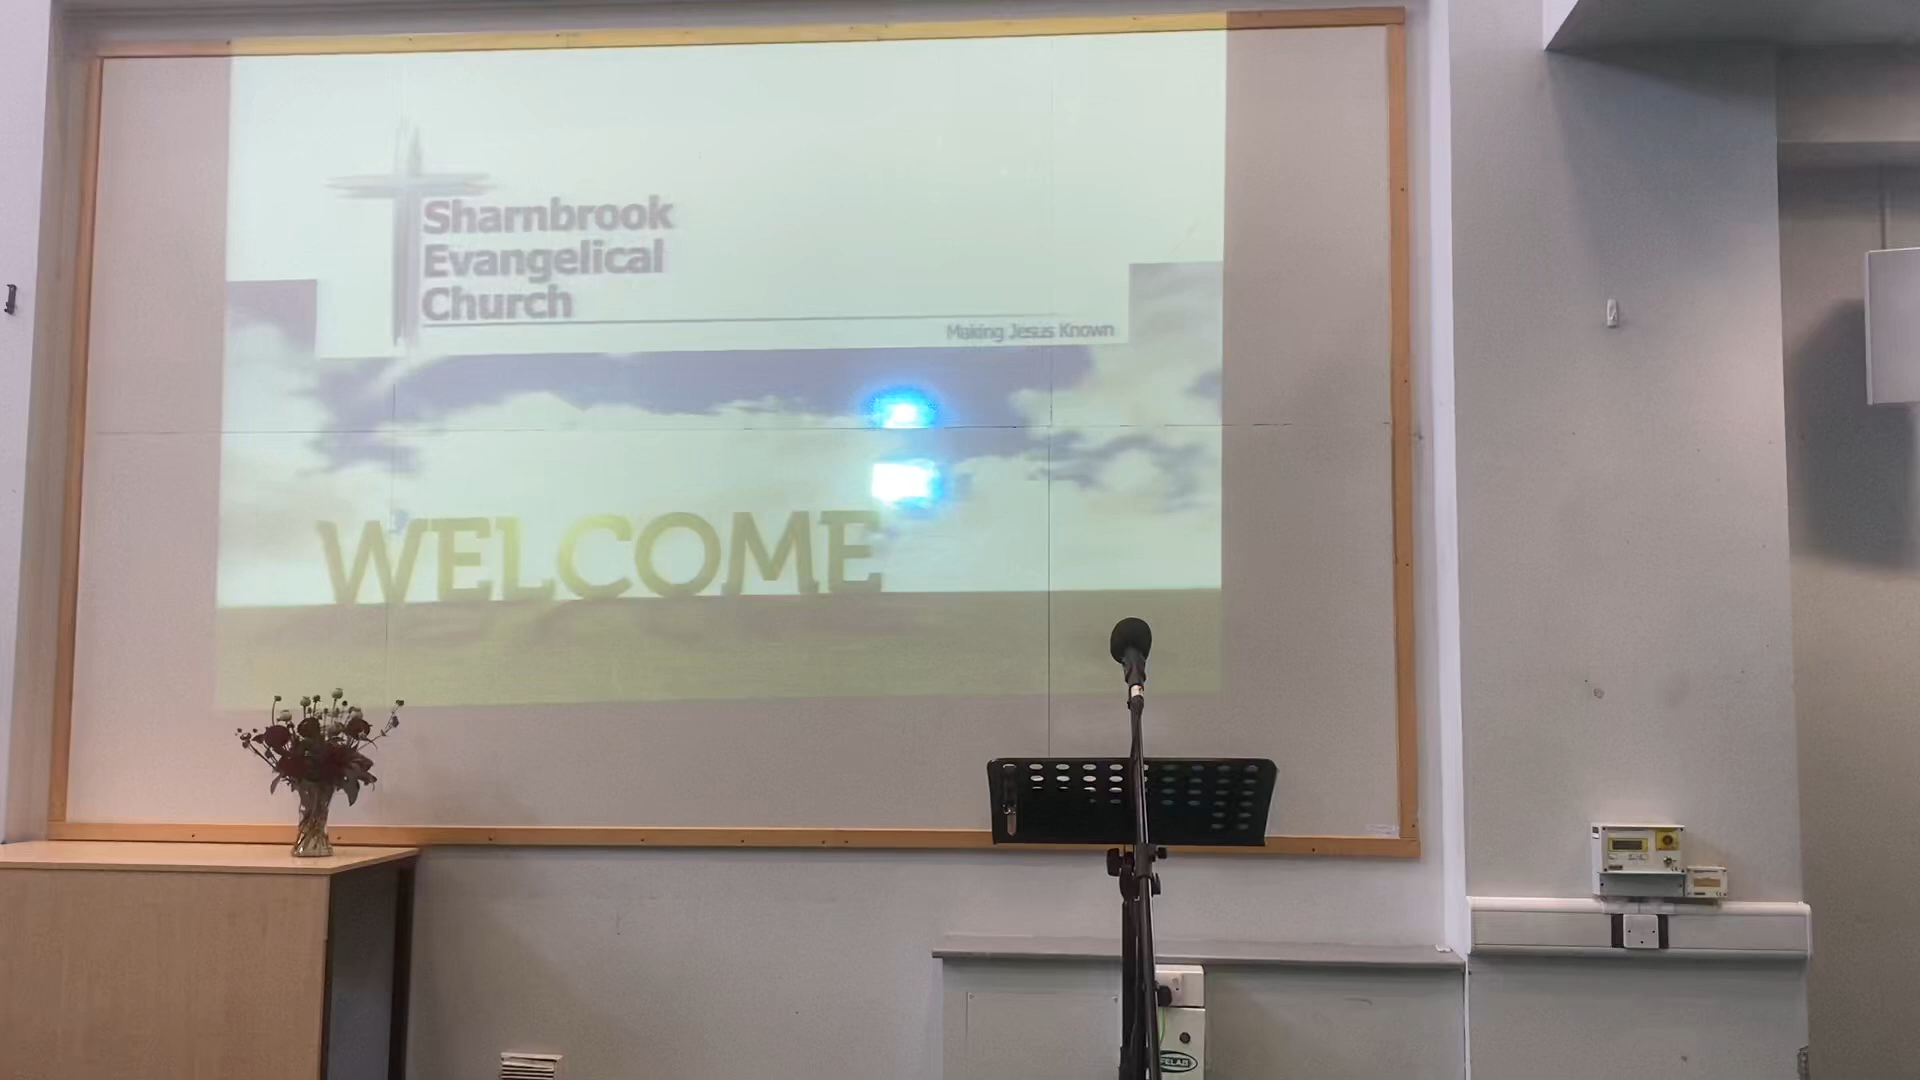 Sharnbrook
Evangelical
Church
Making Jesus Known
WELCOME